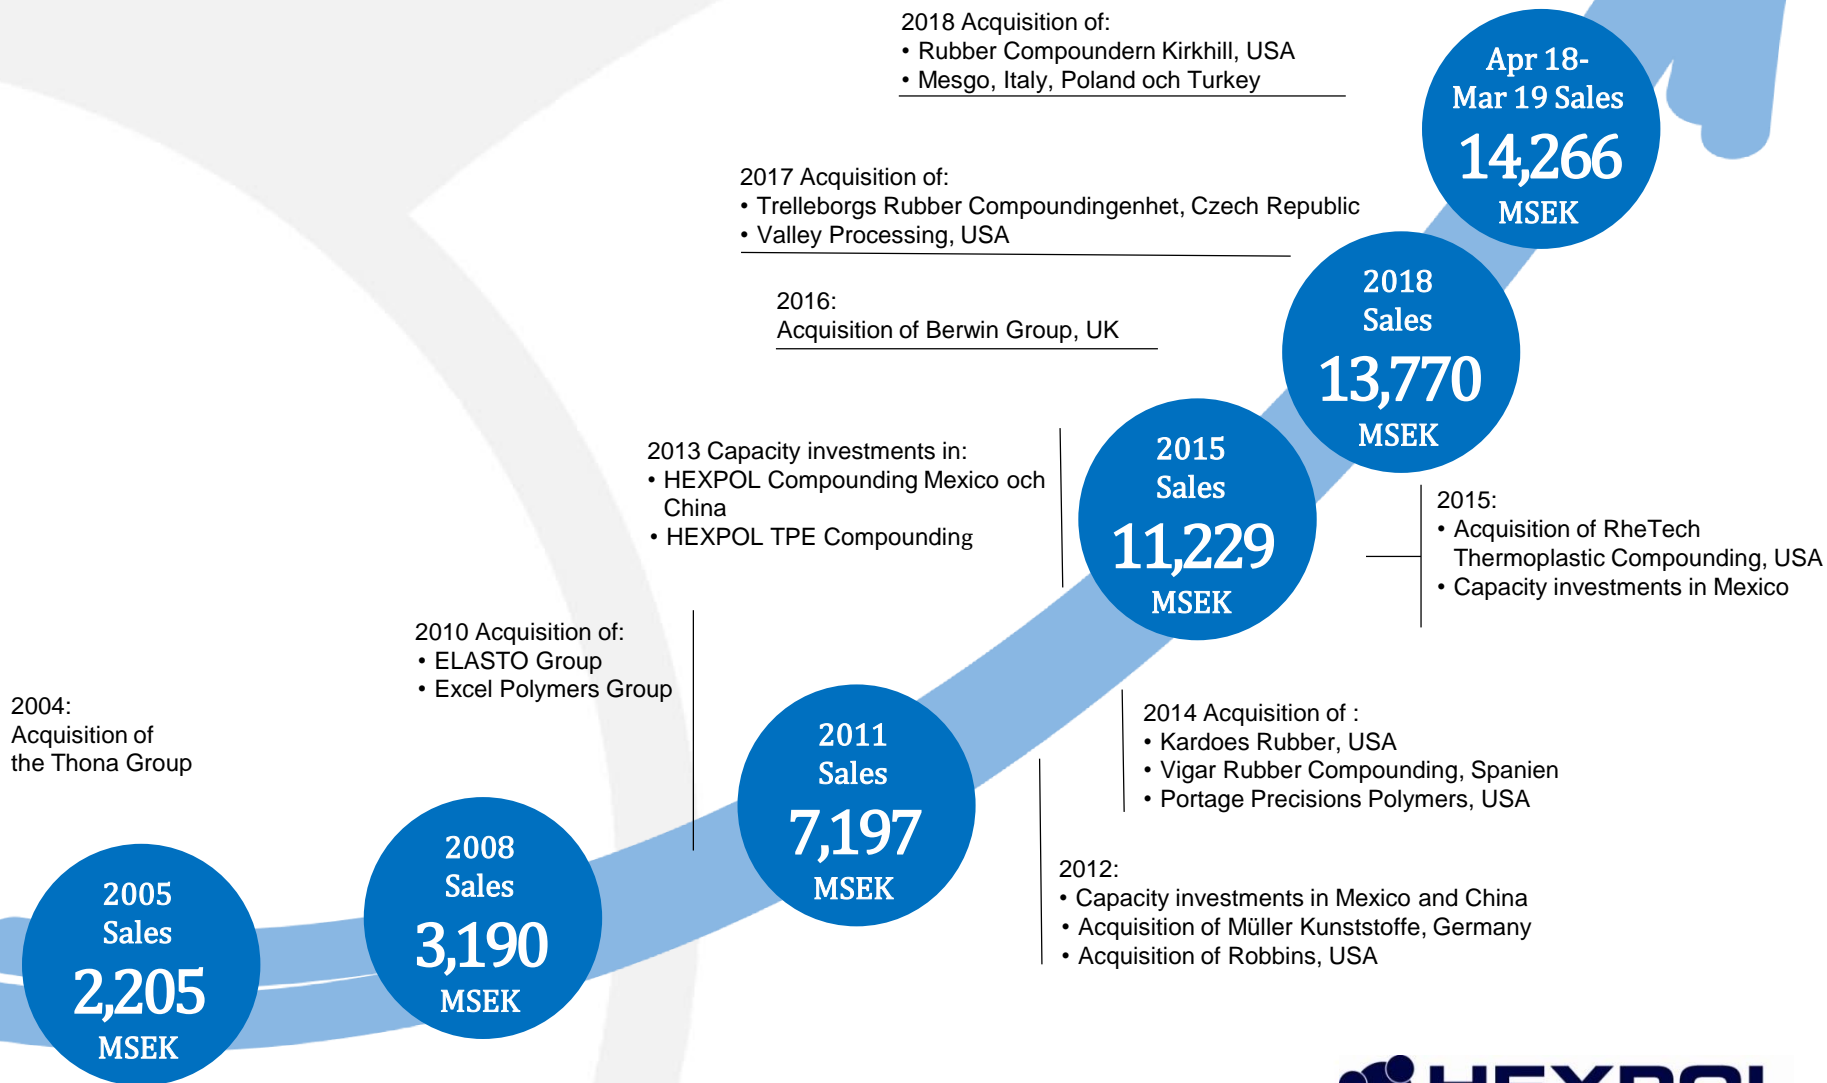 2018 Acquisition of:
• Rubber Compoundern Kirkhill, USA
• Mesgo, Italy, Poland och Turkey
Apr 18-
Mar 19 Sales
14,266
MSEK
2017 Acquisition of:
• Trelleborgs Rubber Compoundingenhet, Czech Republic
• Valley Processing, USA
2018
Sales
13,770
MSEK
2016:
Acquisition of Berwin Group, UK
2013 Capacity investments in:
• HEXPOL Compounding Mexico och
China
• HEXPOL TPE Compounding
2015
Sales
11,229
MSEK
2015:
• Acquisition of RheTech
Thermoplastic Compounding, USA
• Capacity investments in Mexico
2010 Acquisition of:
• ELASTO Group
• Excel Polymers Group
2004:
Acquisition of
the Thona Group
2011
Sales
7,197
MSEK
2014 Acquisition of :
• Kardoes Rubber, USA
• Vigar Rubber Compounding, Spanien
• Portage Precisions Polymers, USA
2008
Sales
3,190
MSEK
2012:
• Capacity investments in Mexico and China
• Acquisition of Müller Kunststoffe, Germany
• Acquisition of Robbins, USA
2005
Sales
2,205
MSEK
HEXPOL